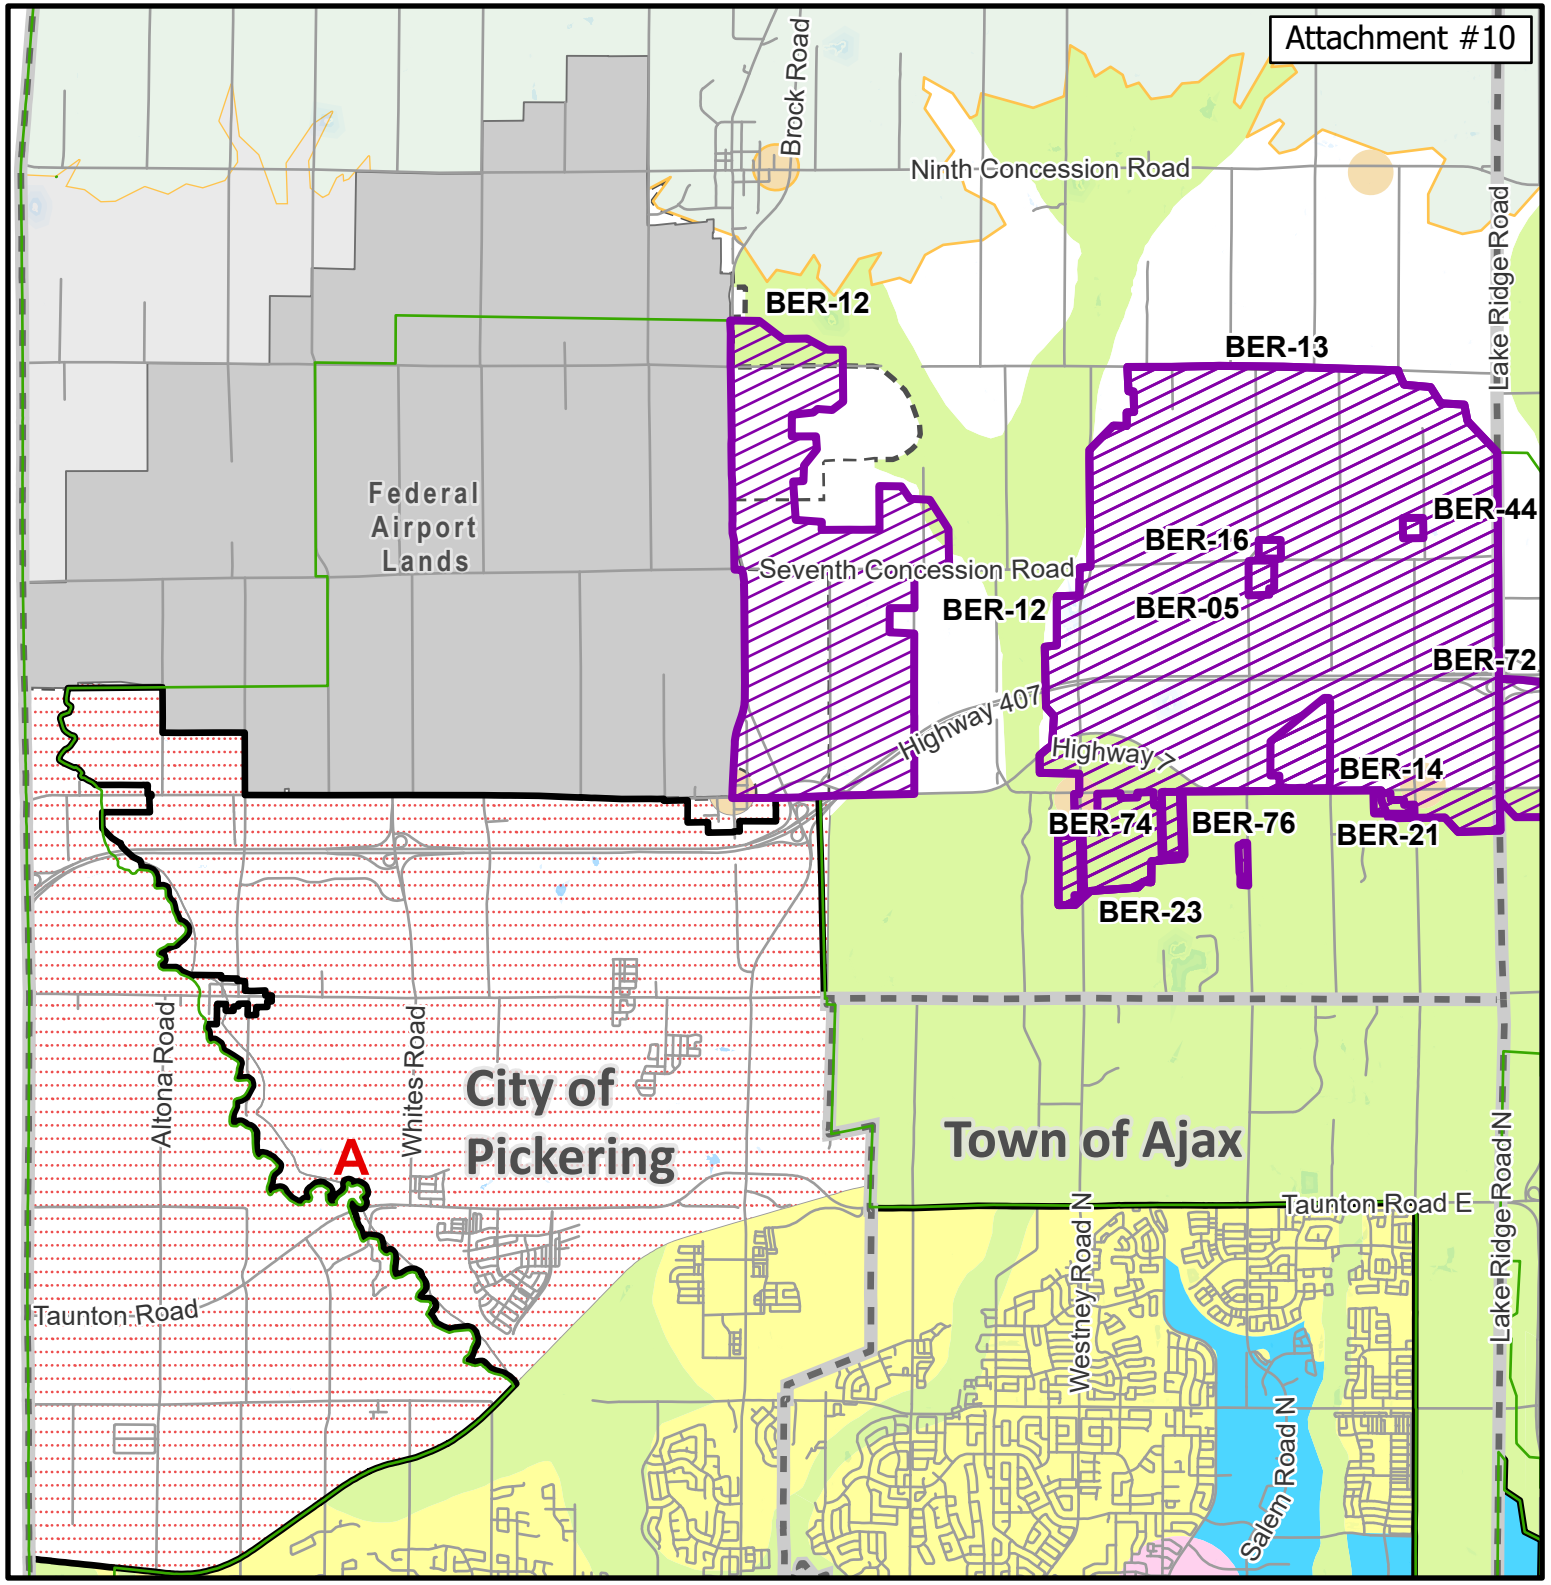 Attachment #10
Brock Road
Ninth Concession Road
Lake Ridge Road
BER-12
BER-13
Federal
Airport
Lands
BER-44
BER-16
Seventh Concession Road
BER-12
BER-05
BER-72
Highway 407
Highway 7
BER-14
BER-74
BER-76
BER-21
BER-23
Altona Road
Whites Road
City of
Pickering
A
Town of Ajax
Lake Ridge Road N
Taunton Road E
Westney Road N
Taunton Road
Salem Road N